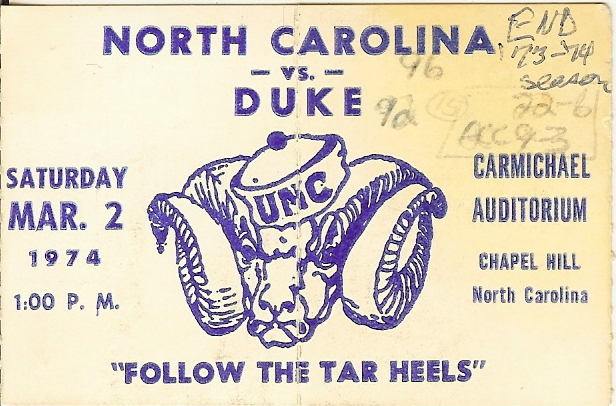 NORTH CAROLINA
— VS. —
DUKE
END
'73-'74
season
96
92
(15)
22-6
ACC 9-3
SATURDAY
MAR. 2
1974
1:00 P. M.
UNC
CARMICHAEL
AUDITORIUM
CHAPEL HILL
North Carolina
"FOLLOW THE TAR HEELS"